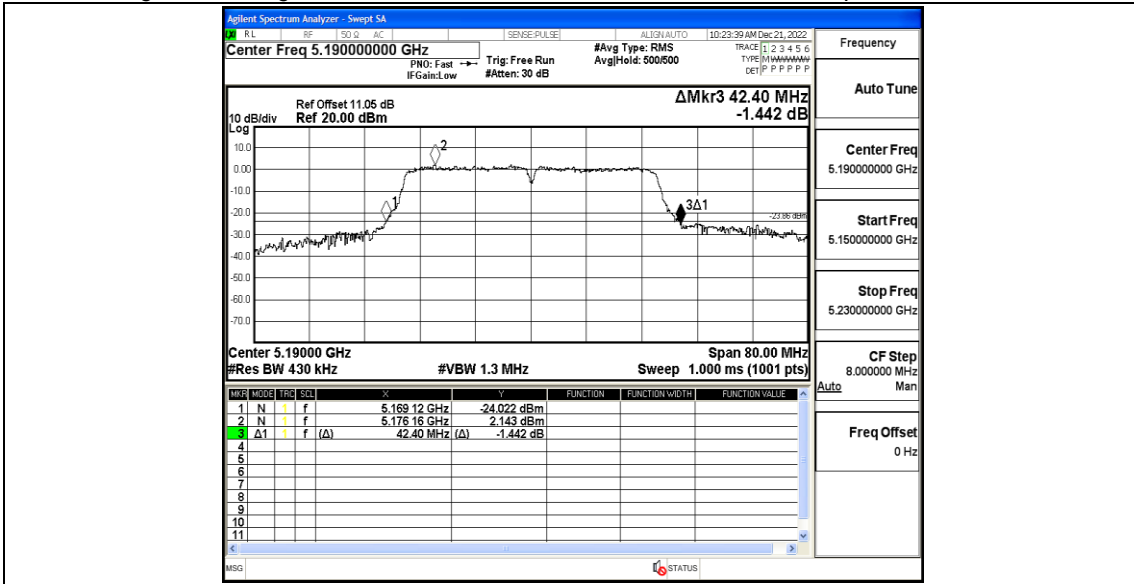 Agilent Spectrum Analyzer - Swept SA
RL RF 50 Ω AC SENSE:PULSE ALIGN AUTO 10:23:39 AM Dec 21, 2022
Center Freq 5.190000000 GHz
PNO: Fast
IFGain:Low
Trig: Free Run
#Atten: 30 dB
#Avg Type: RMS
Avg|Hold: 500/500
TRACE 1 2 3 4 5 6
TYPE M
DET P P P P P P
Frequency
Ref Offset 11.05 dB
10 dB/div Ref 20.00 dBm
Log
ΔMkr3 42.40 MHz
-1.442 dB
10.0
0.00
-10.0
-20.0
-30.0
-40.0
-50.0
-60.0
-70.0
1
2
3Δ1
-23.86 dBm
Center 5.19000 GHz Span 80.00 MHz
#Res BW 430 kHz #VBW 1.3 MHz Sweep 1.000 ms (1001 pts)
MKR MODE TRC SCL X Y FUNCTION FUNCTION WIDTH FUNCTION VALUE
1 N 1 f 5.169 12 GHz -24.022 dBm
2 N 1 f 5.176 16 GHz 2.143 dBm
3 Δ1 1 f (Δ) 42.40 MHz (Δ) -1.442 dB
4
5
6
7
8
9
10
11
MSG STATUS
Auto Tune
Center Freq
5.190000000 GHz
Start Freq
5.150000000 GHz
Stop Freq
5.230000000 GHz
CF Step
8.000000 MHz
Auto Man
Freq Offset
0 Hz